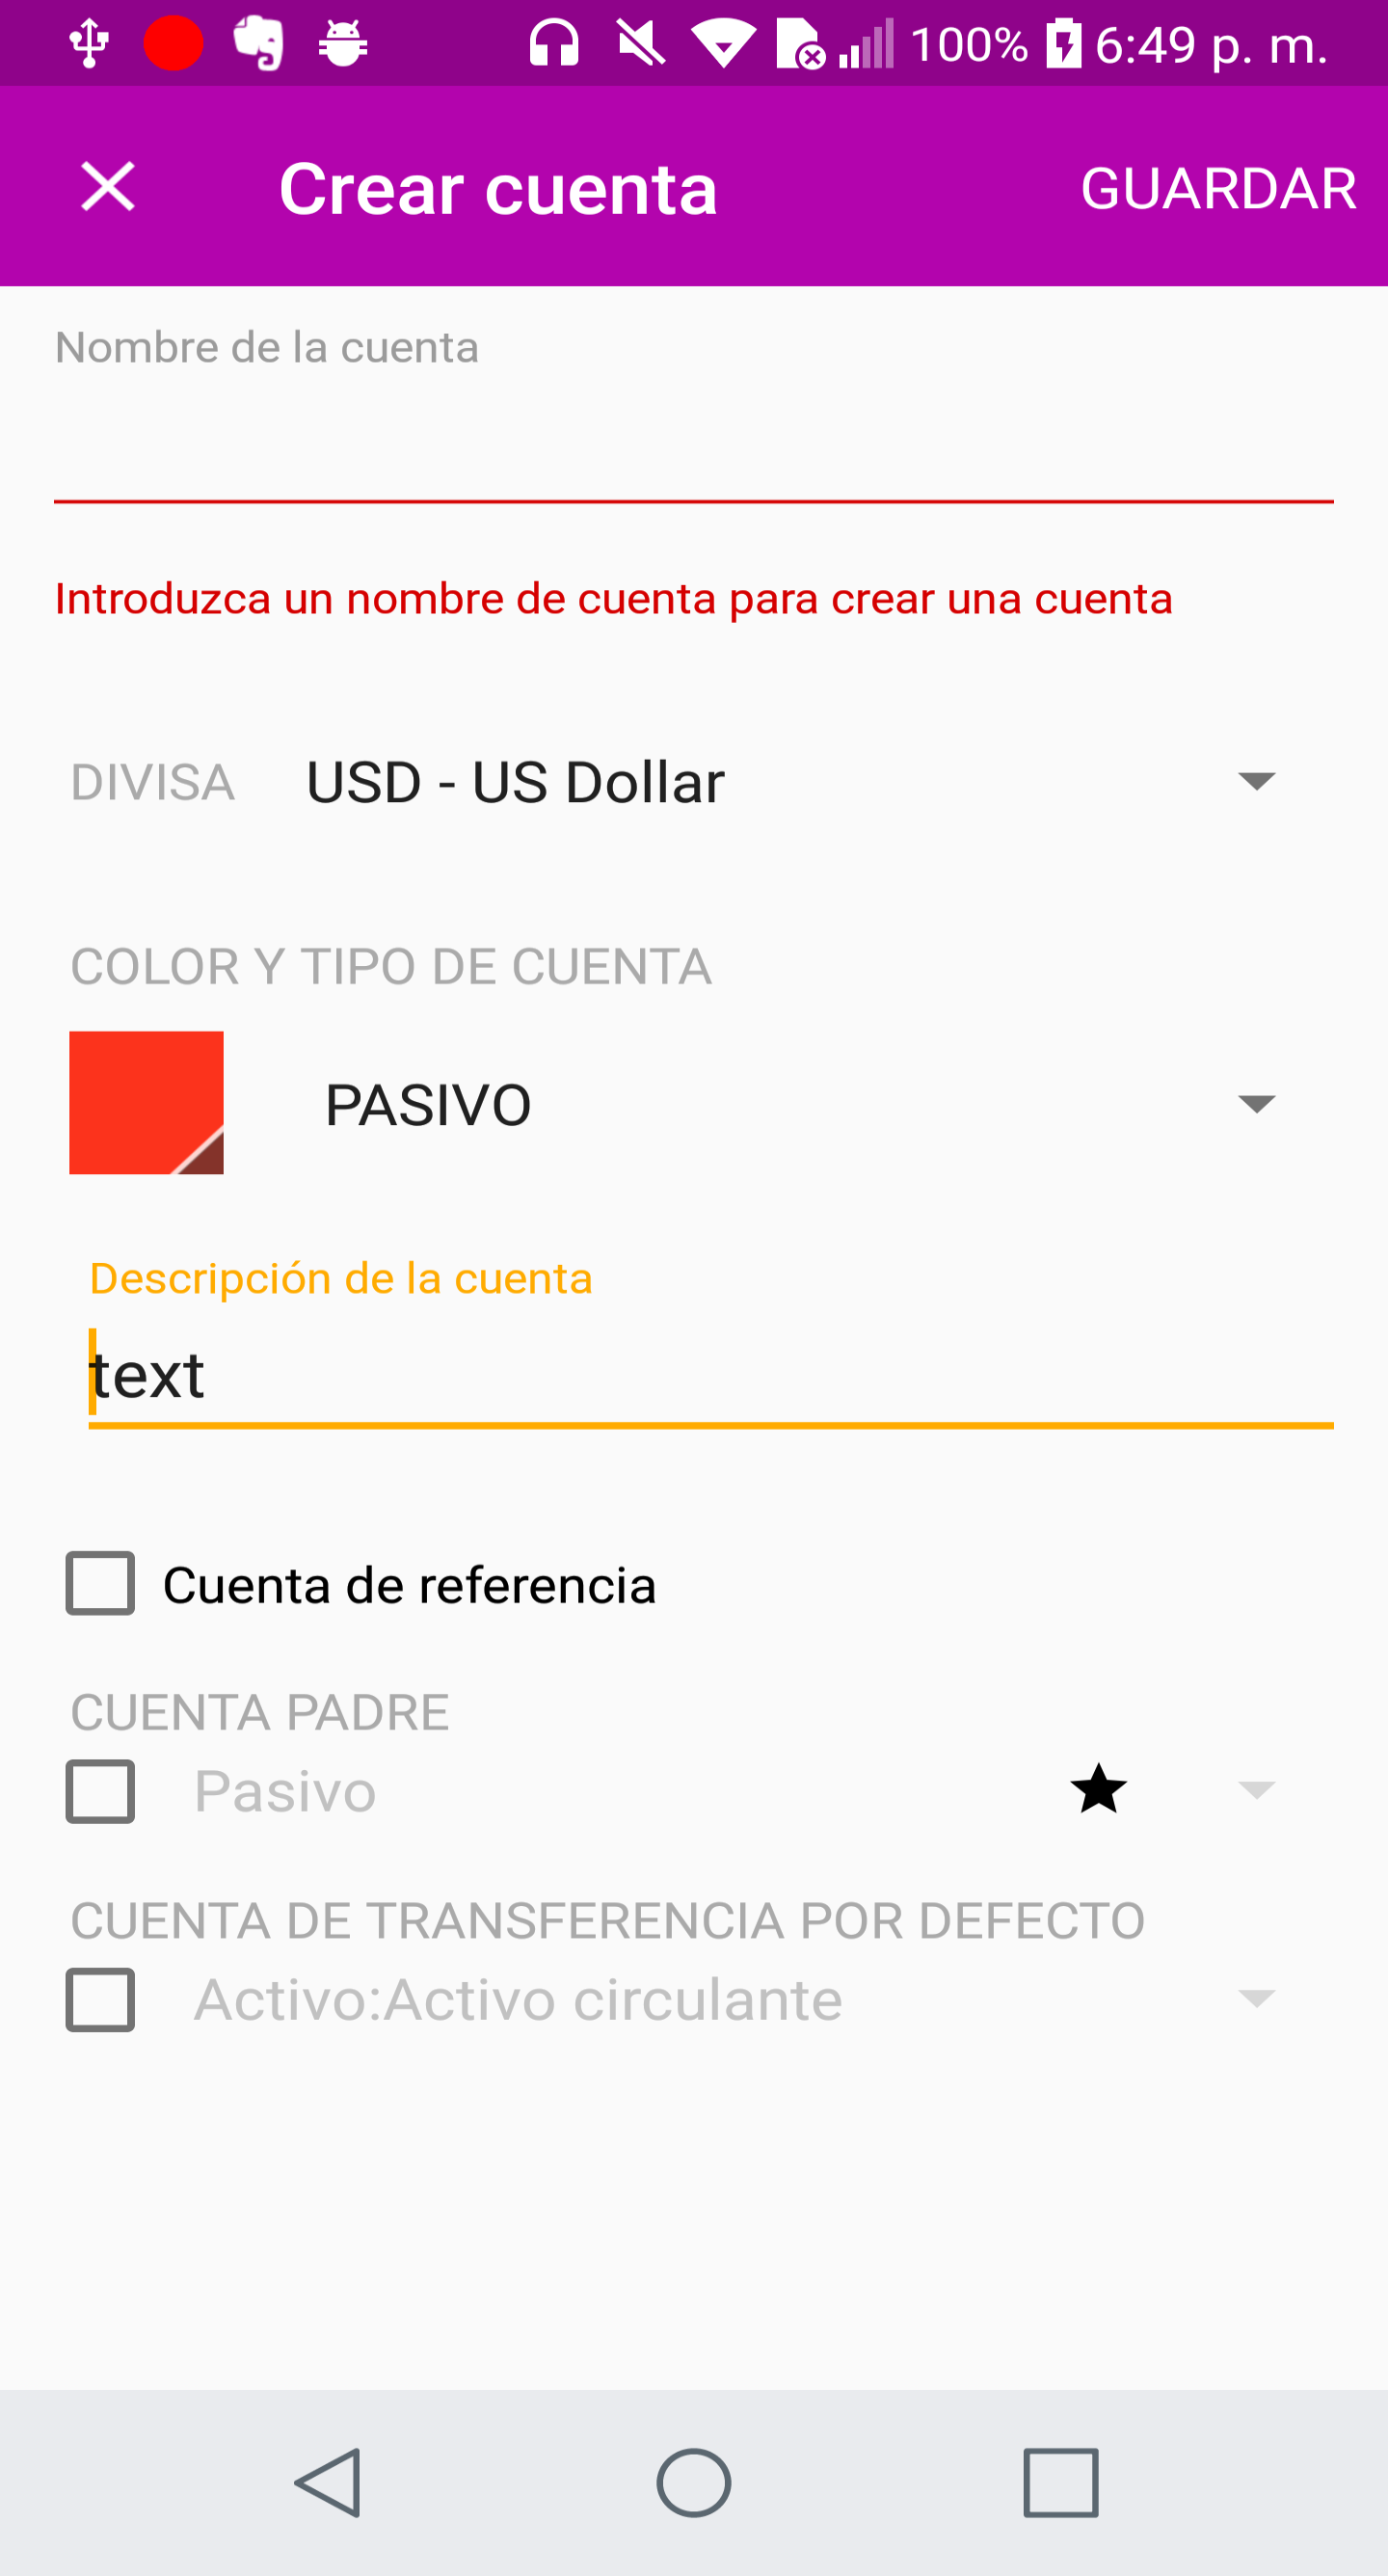 100% 6:49 p. m.
Crear cuenta GUARDAR
Nombre de la cuenta
Introduzca un nombre de cuenta para crear una cuenta
DIVISA USD - US Dollar
COLOR Y TIPO DE CUENTA
PASIVO
Descripción de la cuenta
text
Cuenta de referencia
CUENTA PADRE
Pasivo
CUENTA DE TRANSFERENCIA POR DEFECTO
Activo:Activo circulante